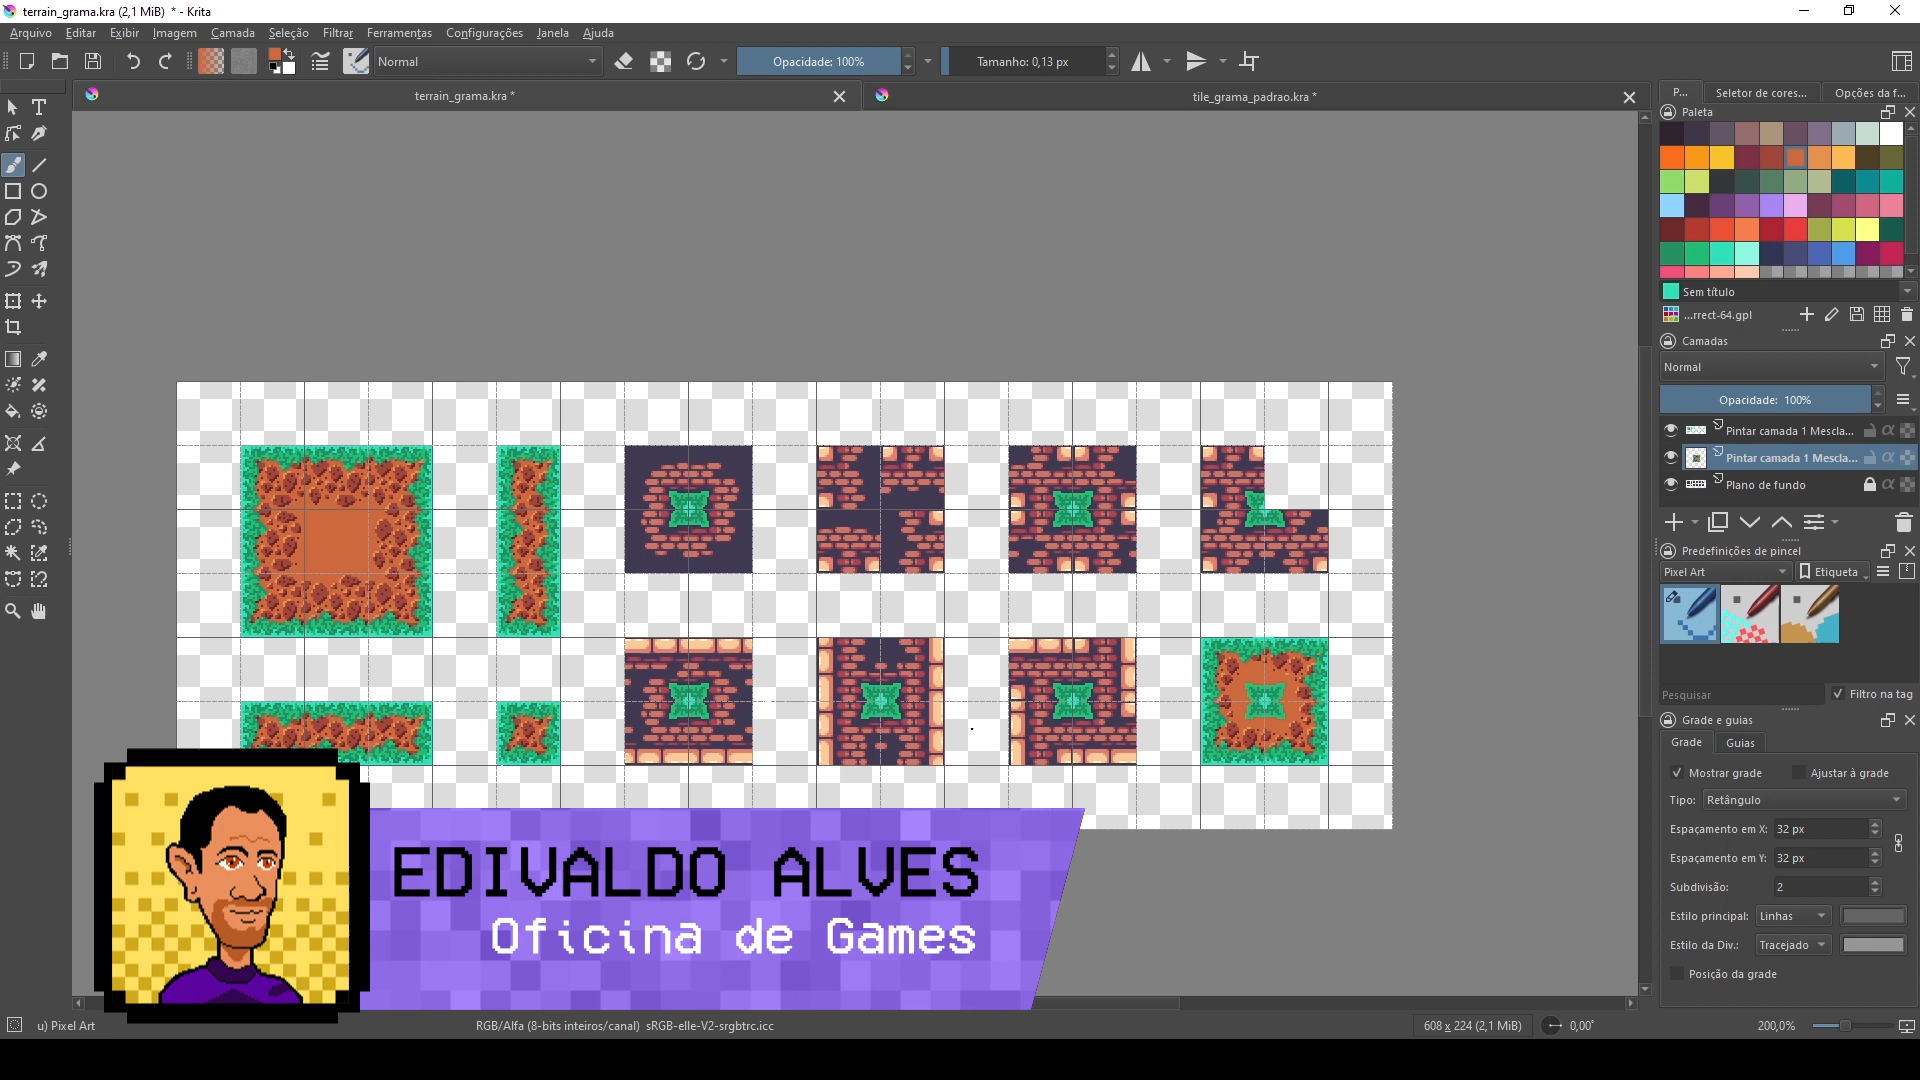 terrain_grama.kra (2,1 MiB) * - Krita
Arquivo Editar Exibir Imagem Camada Seleção Filtrar Ferramentas Configurações Janela Ajuda
Normal
Opacidade: 100%
Tamanho: 0,13 px
terrain_grama.kra *
tile_grama_padrao.kra *
P...
Seletor de cores...
Opções da f...
Paleta
Sem título
...rrect-64.gpl
Camadas
Normal
Opacidade: 100%
Pintar camada 1 Mescla...
Pintar camada 1 Mescla...
Plano de fundo
Predefinições de pincel
Pixel Art
Etiqueta
Pesquisar
Filtro na tag
Grade e guias
Grade
Guias
Mostrar grade
Ajustar à grade
Tipo: Retângulo
Espaçamento em X: 32 px
Espaçamento em Y: 32 px
Subdivisão: 2
Estilo principal: Linhas
Estilo da Div.: Tracejado
Posição da grade
EDIVALDO ALVES
Oficina de Games
u) Pixel Art
RGB/Alfa (8-bits inteiros/canal) sRGB-elle-V2-srgbtrc.icc
608 x 224 (2,1 MiB)
0,00°
200,0%